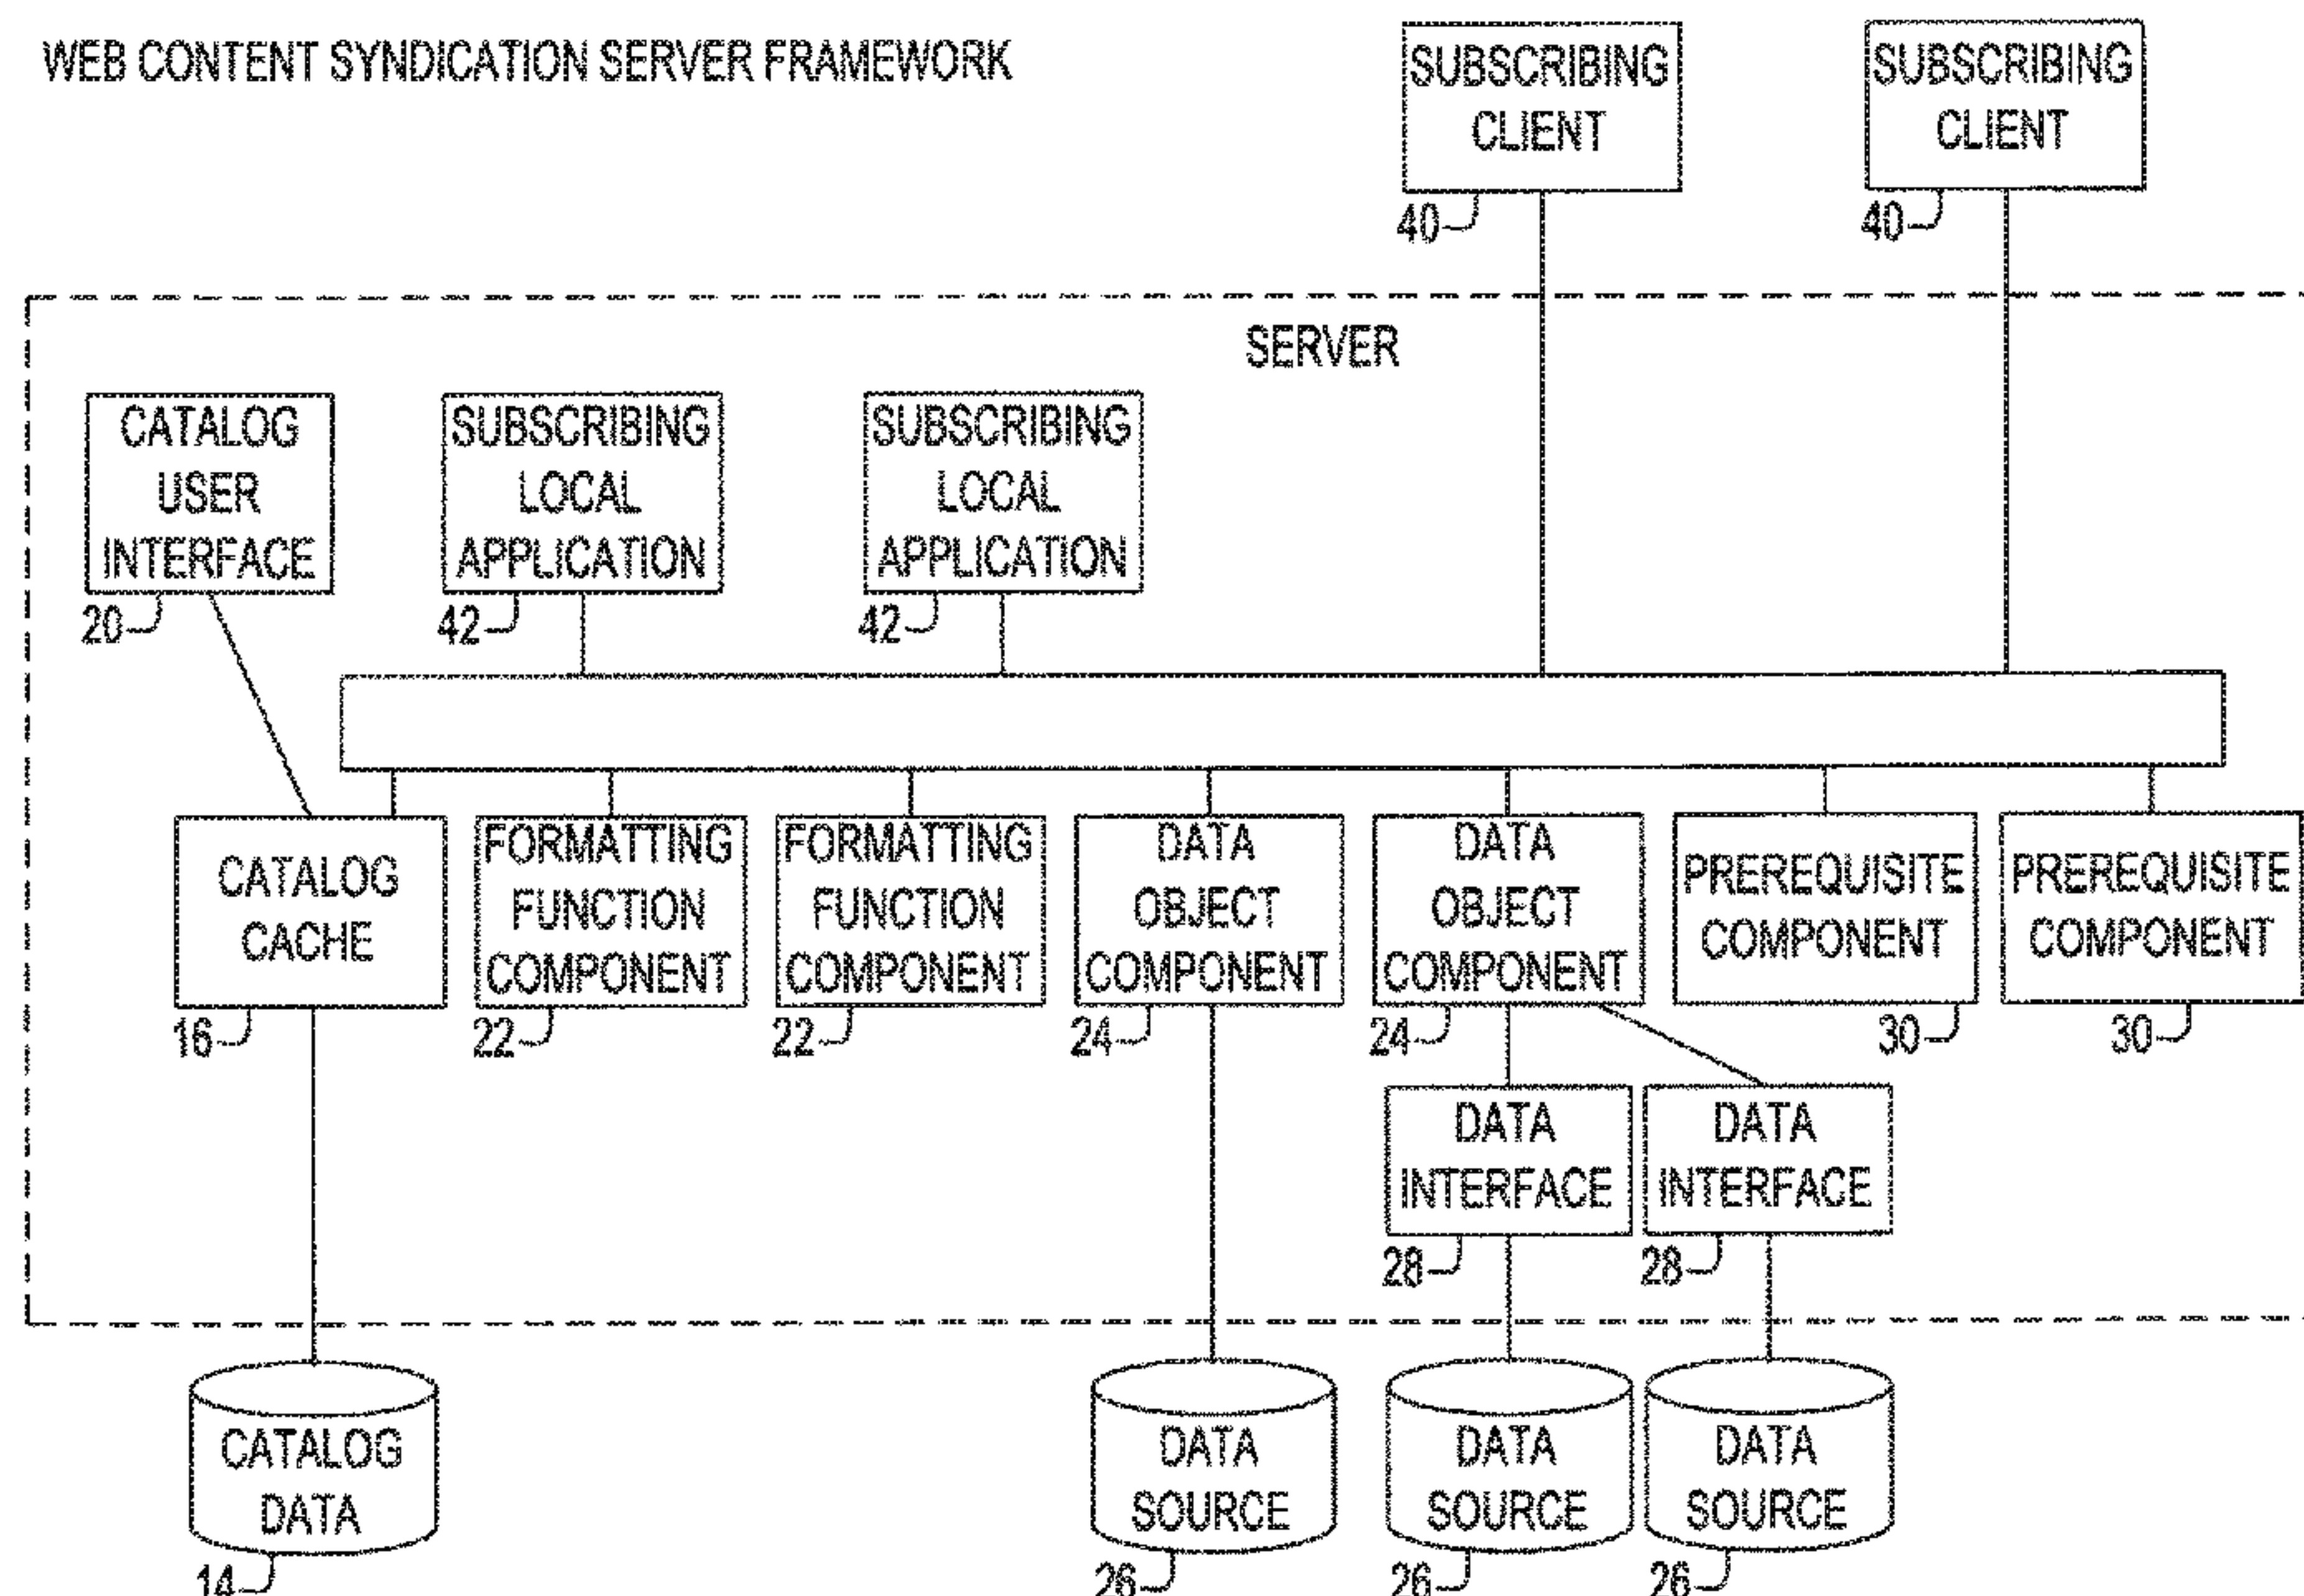 WEB CONTENT SYNDICATION SERVER FRAMEWORK
SUBSCRIBING
CLIENT
40
SUBSCRIBING
CLIENT
40
SERVER
CATALOG
USER
INTERFACE
20
SUBSCRIBING
LOCAL
APPLICATION
42
SUBSCRIBING
LOCAL
APPLICATION
42
CATALOG
CACHE
16
FORMATTING
FUNCTION
COMPONENT
22
FORMATTING
FUNCTION
COMPONENT
22
DATA
OBJECT
COMPONENT
24
DATA
OBJECT
COMPONENT
24
PREREQUISITE
COMPONENT
30
PREREQUISITE
COMPONENT
30
DATA
INTERFACE
28
DATA
INTERFACE
28
CATALOG
DATA
14
DATA
SOURCE
26
DATA
SOURCE
26
DATA
SOURCE
26